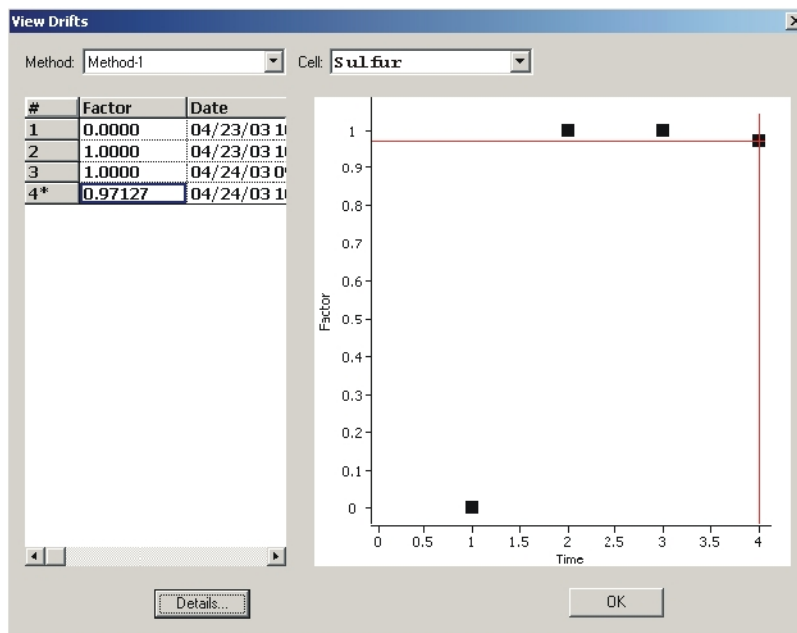 View Drifts
Method: Method-1 Cell: Sulfur
# Factor Date
1 0.0000 04/23/03
2 1.0000 04/23/03
3 1.0000 04/24/03
4* 0.97127 04/24/03
1
0.9
0.8
0.7
0.6
0.5
0.4
0.3
0.2
0.1
0
Factor
0 0.5 1 1.5 2 2.5 3 3.5 4
Time
Details...
OK